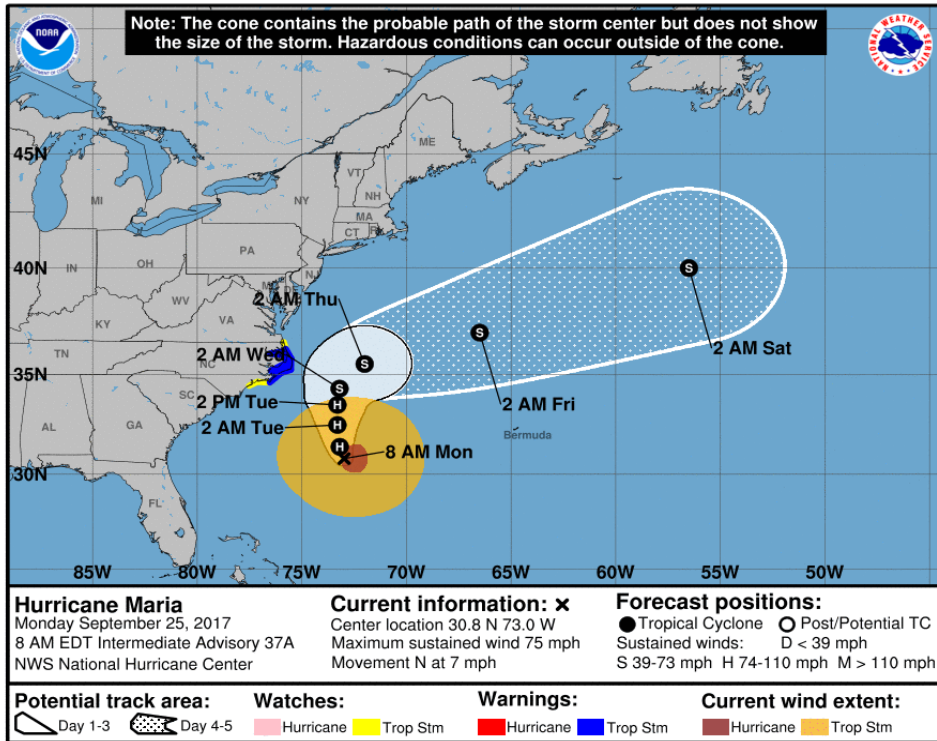 Note: The cone contains the probable path of the storm center but does not show
the size of the storm. Hazardous conditions can occur outside of the cone.
NOAA
NATIONAL WEATHER SERVICE
ME
45N
VT
NH
MI
NY
MA
CT
40N
IN
OH
PA
NJ
WV
2 AM Thu
KY
VA
2 AM Sat
TN
2 AM Wed
35N
NC
S
S
S
S
SC
2 PM Tue
H
2 AM Fri
AL
GA
2 AM Tue
H
Bermuda
H
8 AM Mon
30N
FL
85W
80W
75W
70W
65W
60W
55W
50W
Hurricane Maria
Monday September 25, 2017
8 AM EDT Intermediate Advisory 37A
NWS National Hurricane Center
Current information: ×
Center location 30.8 N 73.0 W
Maximum sustained wind 75 mph
Movement N at 7 mph
Forecast positions:
Tropical Cyclone Post/Potential TC
Sustained winds: D < 39 mph
S 39-73 mph H 74-110 mph M > 110 mph
Potential track area:
Day 1-3 Day 4-5
Watches:
Hurricane Trop Stm
Warnings:
Hurricane Trop Stm
Current wind extent:
Hurricane Trop Stm